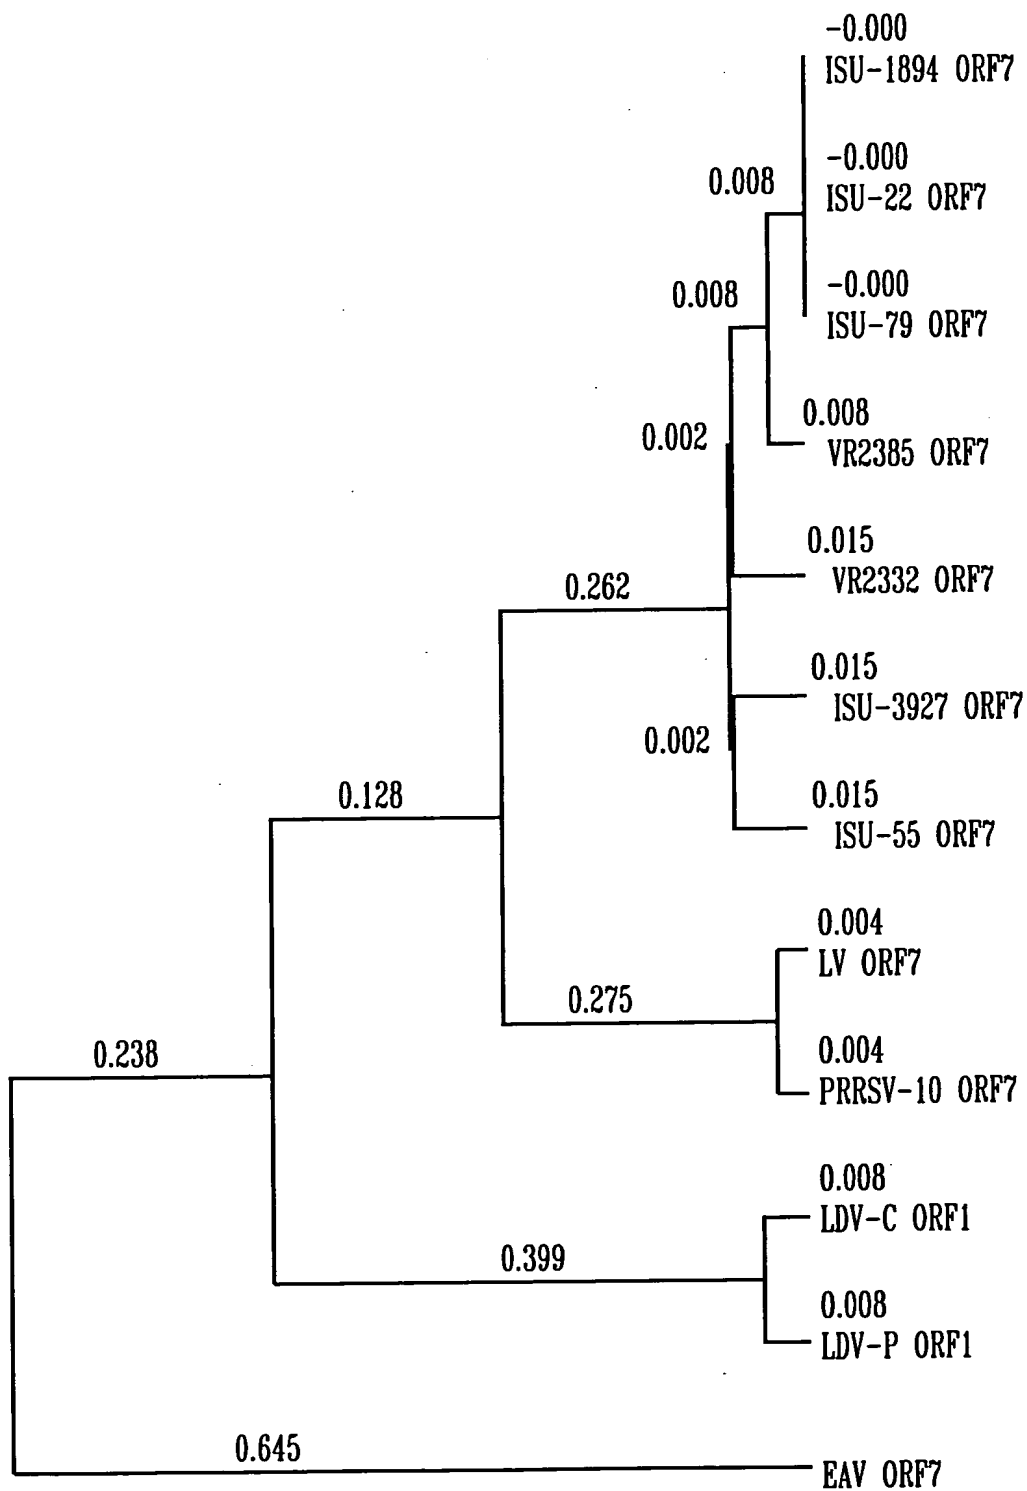 -0.000
ISU-1894 ORF7
-0.000
0.008
ISU-22 ORF7
-0.000
0.008
ISU-79 ORF7
0.008
0.002
VR2385 ORF7
0.015
VR2332 ORF7
0.262
0.015
ISU-3927 ORF7
0.002
0.128
0.015
ISU-55 ORF7
0.004
LV ORF7
0.275
0.238
0.004
PRRSV-10 ORF7
0.008
LDV-C ORF1
0.399
0.008
LDV-P ORF1
0.645
EAV ORF7